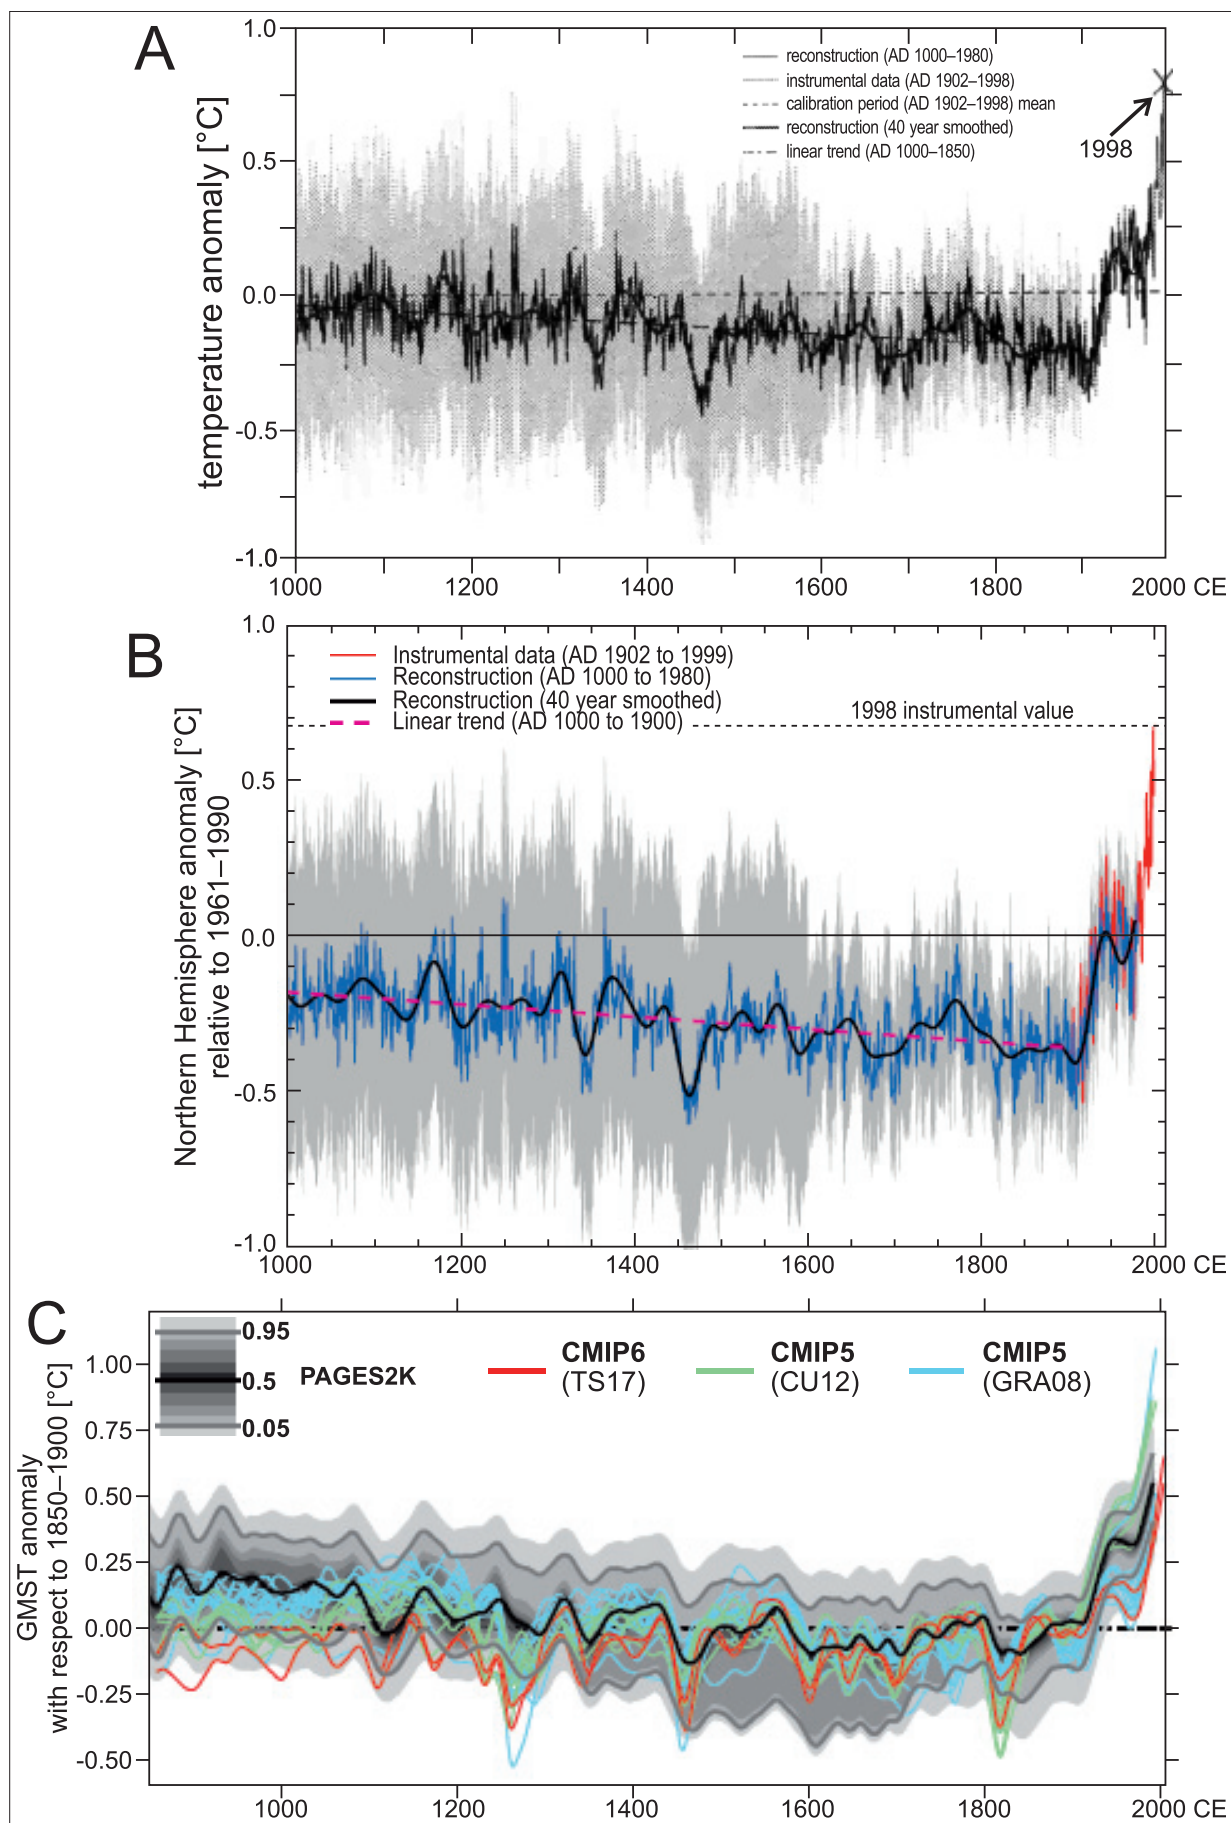 A
1.0
0.5
0.0
-0.5
-1.0
temperature anomaly [°C]
reconstruction (AD 1000–1980)
instrumental data (AD 1902–1998)
calibration period (AD 1902–1998) mean
reconstruction (40 year smoothed)
linear trend (AD 1000–1850)
1998
1000 1200 1400 1600 1800 2000 CE
B
1.0
0.5
0.0
-0.5
-1.0
Northern Hemisphere anomaly [°C]
relative to 1961–1990
Instrumental data (AD 1902 to 1999)
Reconstruction (AD 1000 to 1980)
Reconstruction (40 year smoothed)
Linear trend (AD 1000 to 1900)
1998 instrumental value
1000 1200 1400 1600 1800 2000 CE
C
1.00
0.75
0.50
0.25
0.00
-0.25
-0.50
GMST anomaly
with respect to 1850–1900 [°C]
0.95
0.5
0.05
PAGES2K
CMIP6
(TS17)
CMIP5
(CU12)
CMIP5
(GRA08)
1000 1200 1400 1600 1800 2000 CE